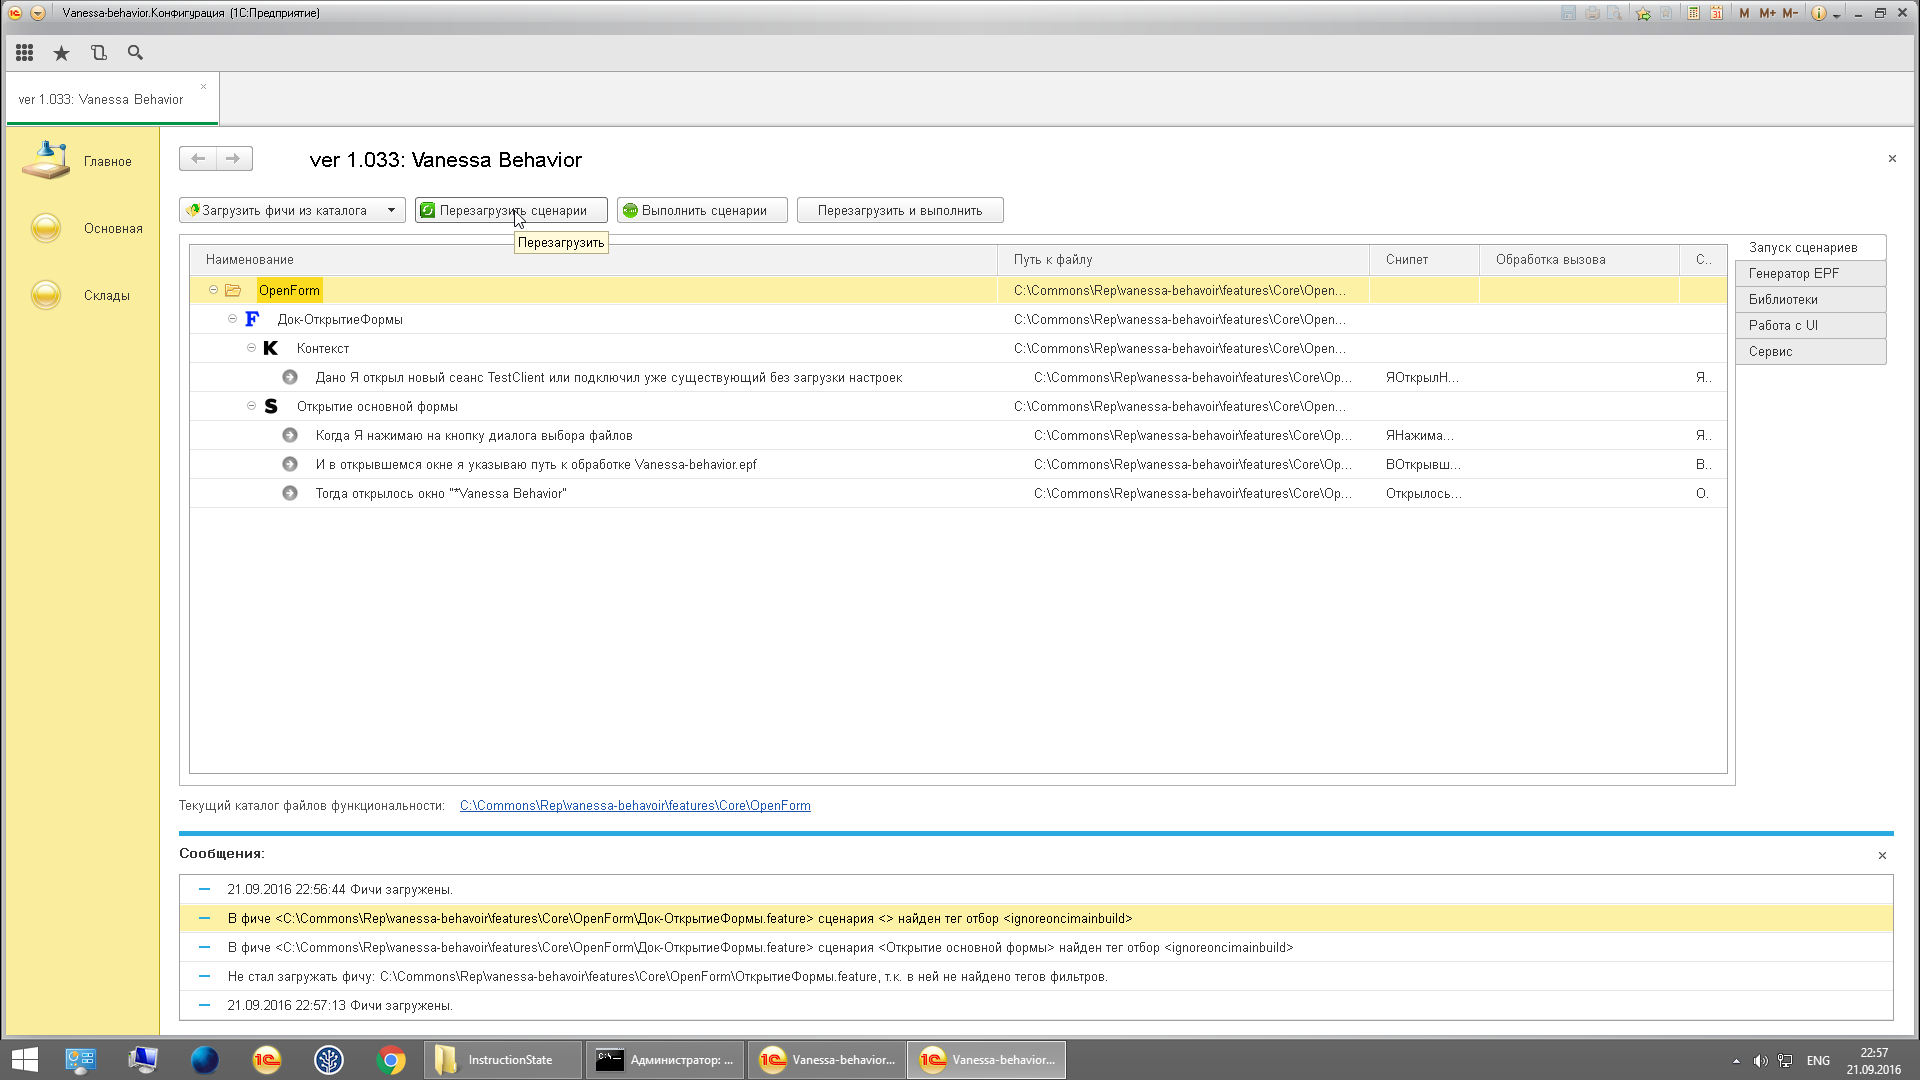 Vanessa-behavior.Конфигурация (1С:Предприятие)
M M+ M-
ver 1.033: Vanessa Behavior
Главное
Основная
Склады
ver 1.033: Vanessa Behavior
Загрузить фичи из каталога
Перезагрузить сценарии
Выполнить сценарии
Перезагрузить и выполнить
Перезагрузить
Наименование Путь к файлу Снипет Обработка вызова С..
OpenForm C:\Commons\Rep\vanessa-behavoir\features\Core\Open...
Док-ОткрытиеФормы C:\Commons\Rep\vanessa-behavoir\features\Core\Open...
Контекст C:\Commons\Rep\vanessa-behavoir\features\Core\Open...
Дано Я открыл новый сеанс TestClient или подключил уже существующий без загрузки настроек C:\Commons\Rep\vanessa-behavoir\features\Core\Op... ЯОткрылН... Я..
Открытие основной формы C:\Commons\Rep\vanessa-behavoir\features\Core\Open...
Когда Я нажимаю на кнопку диалога выбора файлов C:\Commons\Rep\vanessa-behavoir\features\Core\Op... ЯНажима... Я..
И в открывшемся окне я указываю путь к обработке Vanessa-behavior.epf C:\Commons\Rep\vanessa-behavoir\features\Core\Op... ВОткрывш... В..
Тогда открылось окно "*Vanessa Behavior" C:\Commons\Rep\vanessa-behavoir\features\Core\Op... Открылось... О.
Запуск сценариев
Генератор EPF
Библиотеки
Работа с UI
Сервис
Текущий каталог файлов функциональности: C:\Commons\Rep\vanessa-behavoir\features\Core\OpenForm
Сообщения:
21.09.2016 22:56:44 Фичи загружены.
В фиче <C:\Commons\Rep\vanessa-behavoir\features\Core\OpenForm\Док-ОткрытиеФормы.feature> сценария <> найден тег отбор <ignoreoncimainbuild>
В фиче <C:\Commons\Rep\vanessa-behavoir\features\Core\OpenForm\Док-ОткрытиеФормы.feature> сценария <Открытие основной формы> найден тег отбор <ignoreoncimainbuild>
Не стал загружать фичу: C:\Commons\Rep\vanessa-behavoir\features\Core\OpenForm\ОткрытиеФормы.feature, т.к. в ней не найдено тегов фильтров.
21.09.2016 22:57:13 Фичи загружены.
InstructionState
Администратор: ...
Vanessa-behavior...
Vanessa-behavior...
ENG
22:57
21.09.2016